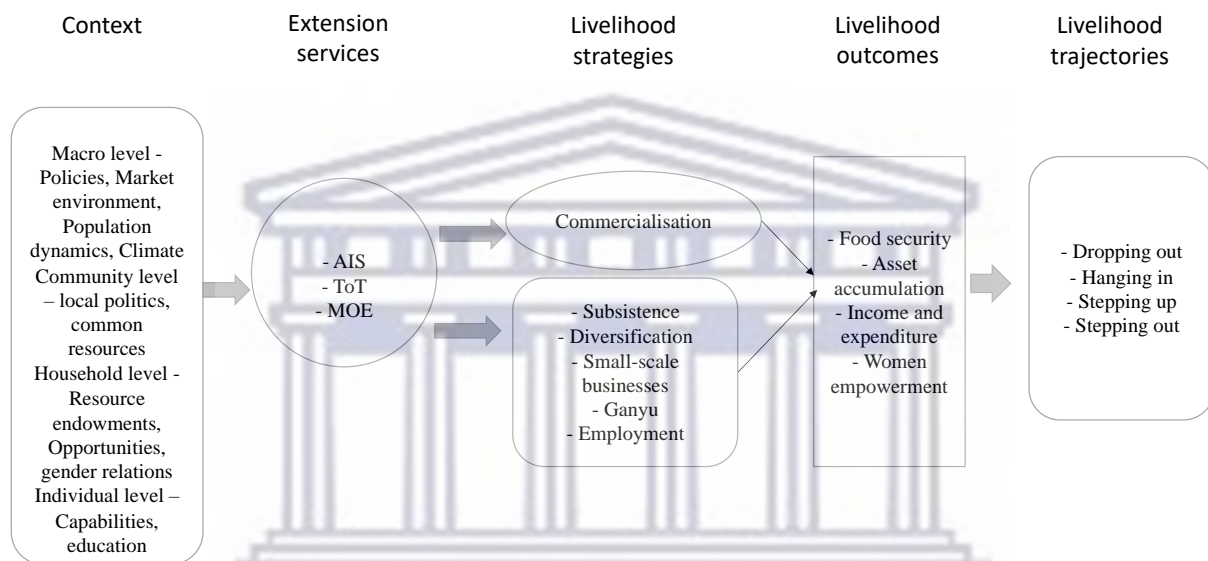 Context
Extension
services
Livelihood
strategies
Livelihood
outcomes
Livelihood
trajectories
Macro level -
Policies, Market
environment,
Population
dynamics, Climate
Community level
– local politics,
common
resources
Household level -
Resource
endowments,
Opportunities,
gender relations
Individual level –
Capabilities,
education
- AIS
- ToT
- MOE
Commercialisation
- Subsistence
- Diversification
- Small-scale
businesses
- Ganyu
- Employment
- Food security
- Asset
accumulation
- Income and
expenditure
- Women
empowerment
- Dropping out
- Hanging in
- Stepping up
- Stepping out